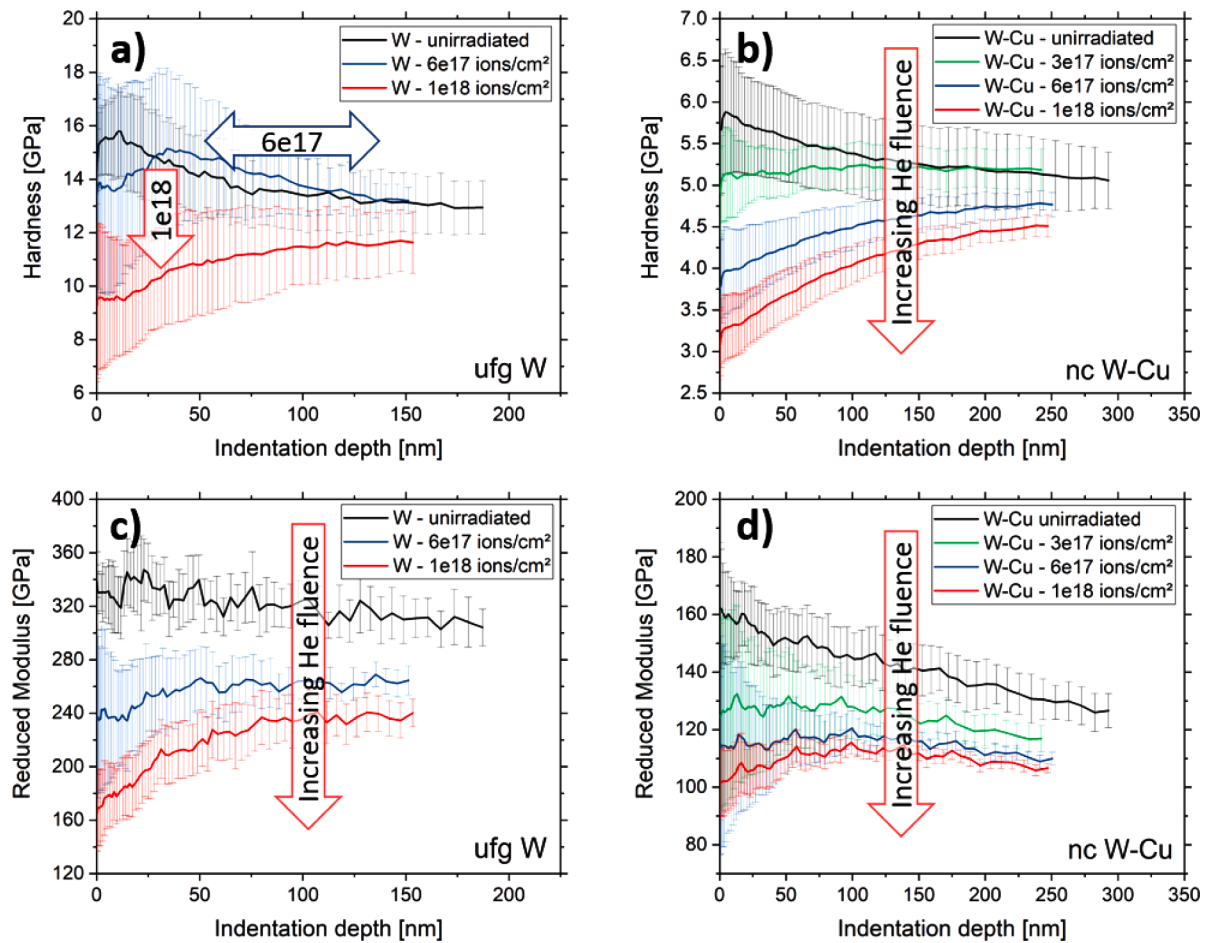 a)
W - unirradiated
W - 6e17 ions/cm²
W - 1e18 ions/cm²
6e17
1e18
ufg W
Hardness [GPa]
20
18
16
14
12
10
8
6
0
50
100
150
200
Indentation depth [nm]
b)
W-Cu - unirradiated
W-Cu - 3e17 ions/cm²
W-Cu - 6e17 ions/cm²
W-Cu - 1e18 ions/cm²
Increasing He fluence
nc W-Cu
Hardness [GPa]
7.0
6.5
6.0
5.5
5.0
4.5
4.0
3.5
3.0
2.5
0
50
100
150
200
250
300
350
Indentation depth [nm]
c)
W - unirradiated
W - 6e17 ions/cm²
W - 1e18 ions/cm²
Increasing He fluence
ufg W
Reduced Modulus [GPa]
400
360
320
280
240
200
160
120
0
50
100
150
200
Indentation depth [nm]
d)
W-Cu unirradiated
W-Cu - 3e17 ions/cm²
W-Cu - 6e17 ions/cm²
W-Cu - 1e18 ions/cm²
Increasing He fluence
nc W-Cu
Reduced Modulus [GPa]
200
180
160
140
120
100
80
0
50
100
150
200
250
300
350
Indentation depth [nm]